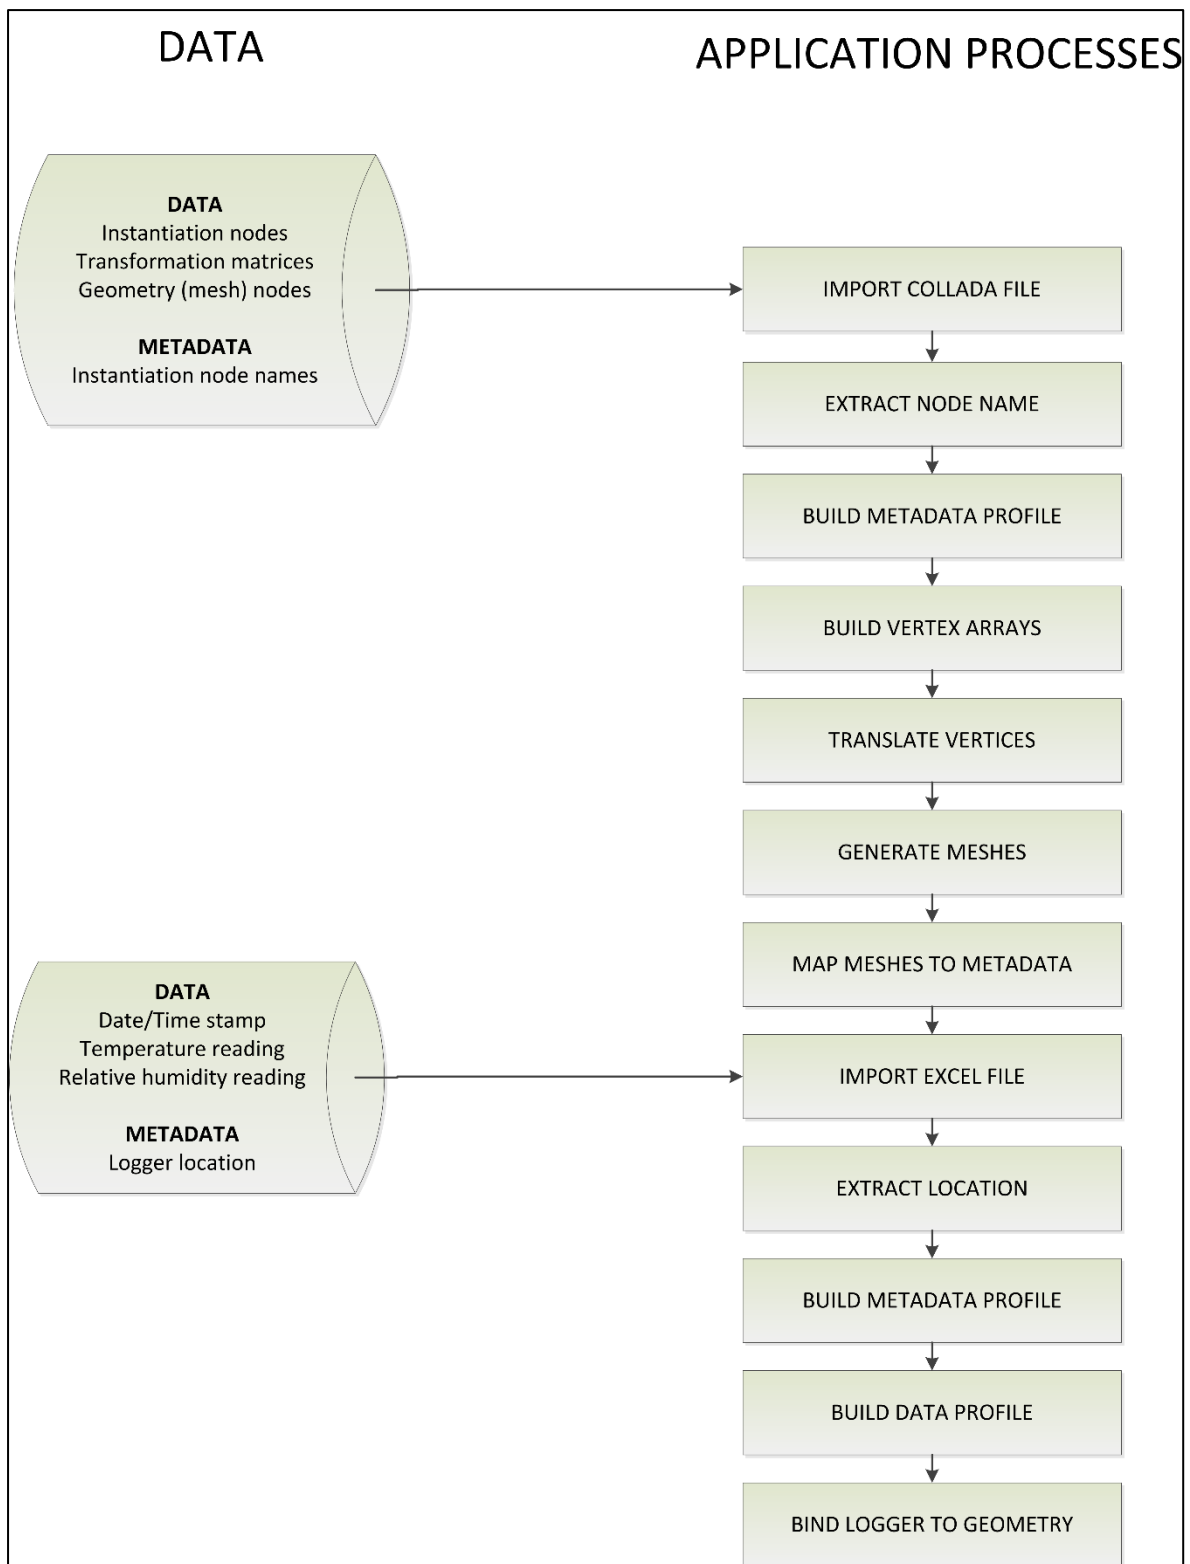 DATA
APPLICATION PROCESSES
DATA
Instantiation nodes
Transformation matrices
Geometry (mesh) nodes
METADATA
Instantiation node names
IMPORT COLLADA FILE
EXTRACT NODE NAME
BUILD METADATA PROFILE
BUILD VERTEX ARRAYS
TRANSLATE VERTICES
GENERATE MESHES
MAP MESHES TO METADATA
DATA
Date/Time stamp
Temperature reading
Relative humidity reading
METADATA
Logger location
IMPORT EXCEL FILE
EXTRACT LOCATION
BUILD METADATA PROFILE
BUILD DATA PROFILE
BIND LOGGER TO GEOMETRY